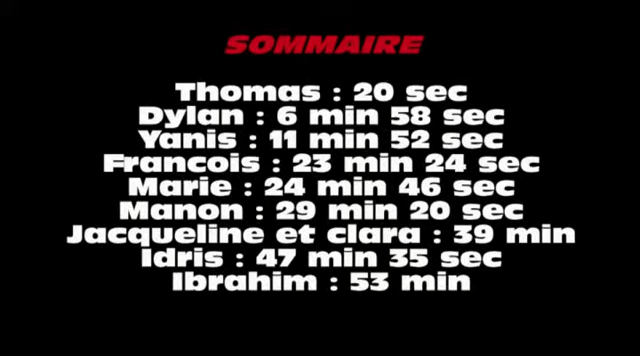 SOMMAIRE
Thomas : 20 sec
Dylan : 6 min 58 sec
Yanis : 11 min 52 sec
Francois : 23 min 24 sec
Marie : 24 min 46 sec
Manon : 29 min 20 sec
Jacqueline et clara : 39 min
Idris : 47 min 35 sec
Ibrahim : 53 min